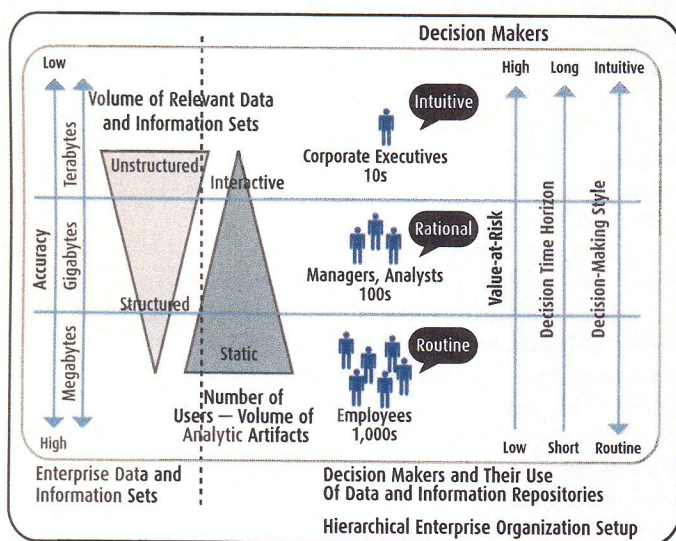 Decision Makers
Low
High
Long
Intuitive
Volume of Relevant Data
and Information Sets
Intuitive
Corporate Executives
10s
Unstructured
Interactive
Terabytes
Accuracy
Gigabytes
Rational
Managers, Analysts
100s
Value-at-Risk
Decision Time Horizon
Decision-Making Style
Structured
Megabytes
Static
Routine
Employees
1,000s
Number of
Users — Volume of
Analytic Artifacts
High
Low
Short
Routine
Enterprise Data and
Information Sets
Decision Makers and Their Use
Of Data and Information Repositories
Hierarchical Enterprise Organization Setup